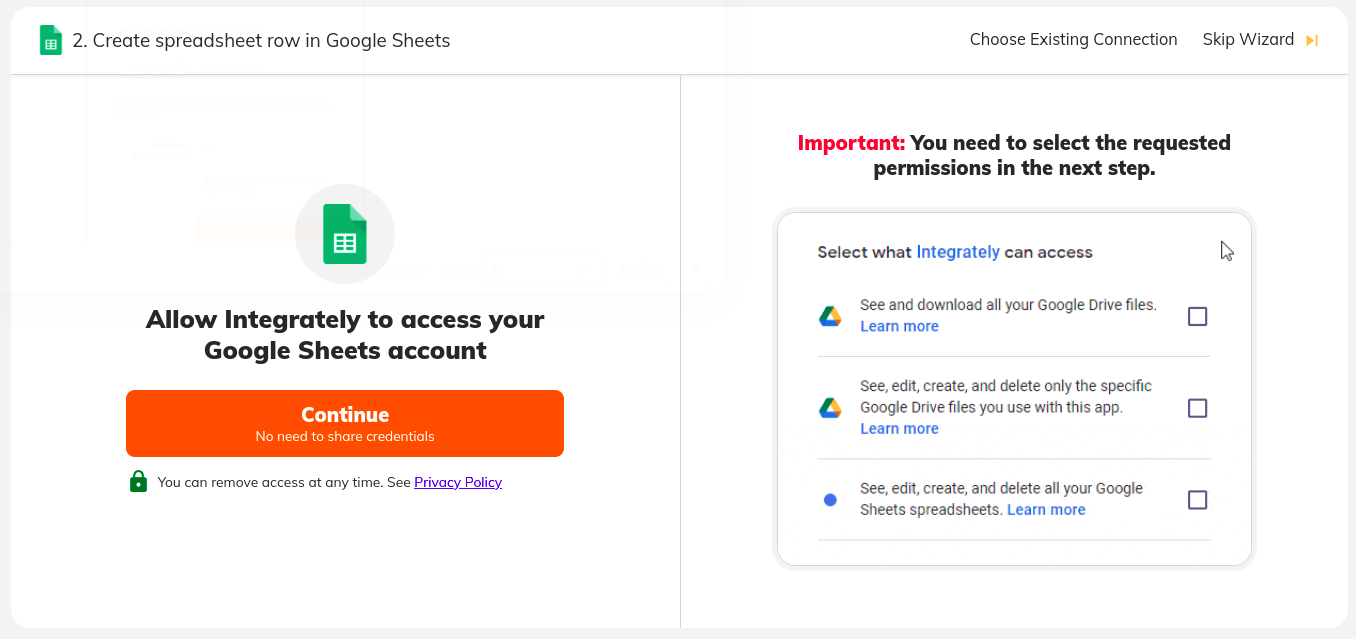 2. Create spreadsheet row in Google Sheets
Choose Existing Connection
Skip Wizard
Allow Integrately to access your
Google Sheets account
Continue
No need to share credentials
You can remove access at any time. See Privacy Policy
Important: You need to select the requested
permissions in the next step.
Select what Integrately can access
See and download all your Google Drive files.
Learn more
See, edit, create, and delete only the specific
Google Drive files you use with this app.
Learn more
See, edit, create, and delete all your Google
Sheets spreadsheets. Learn more